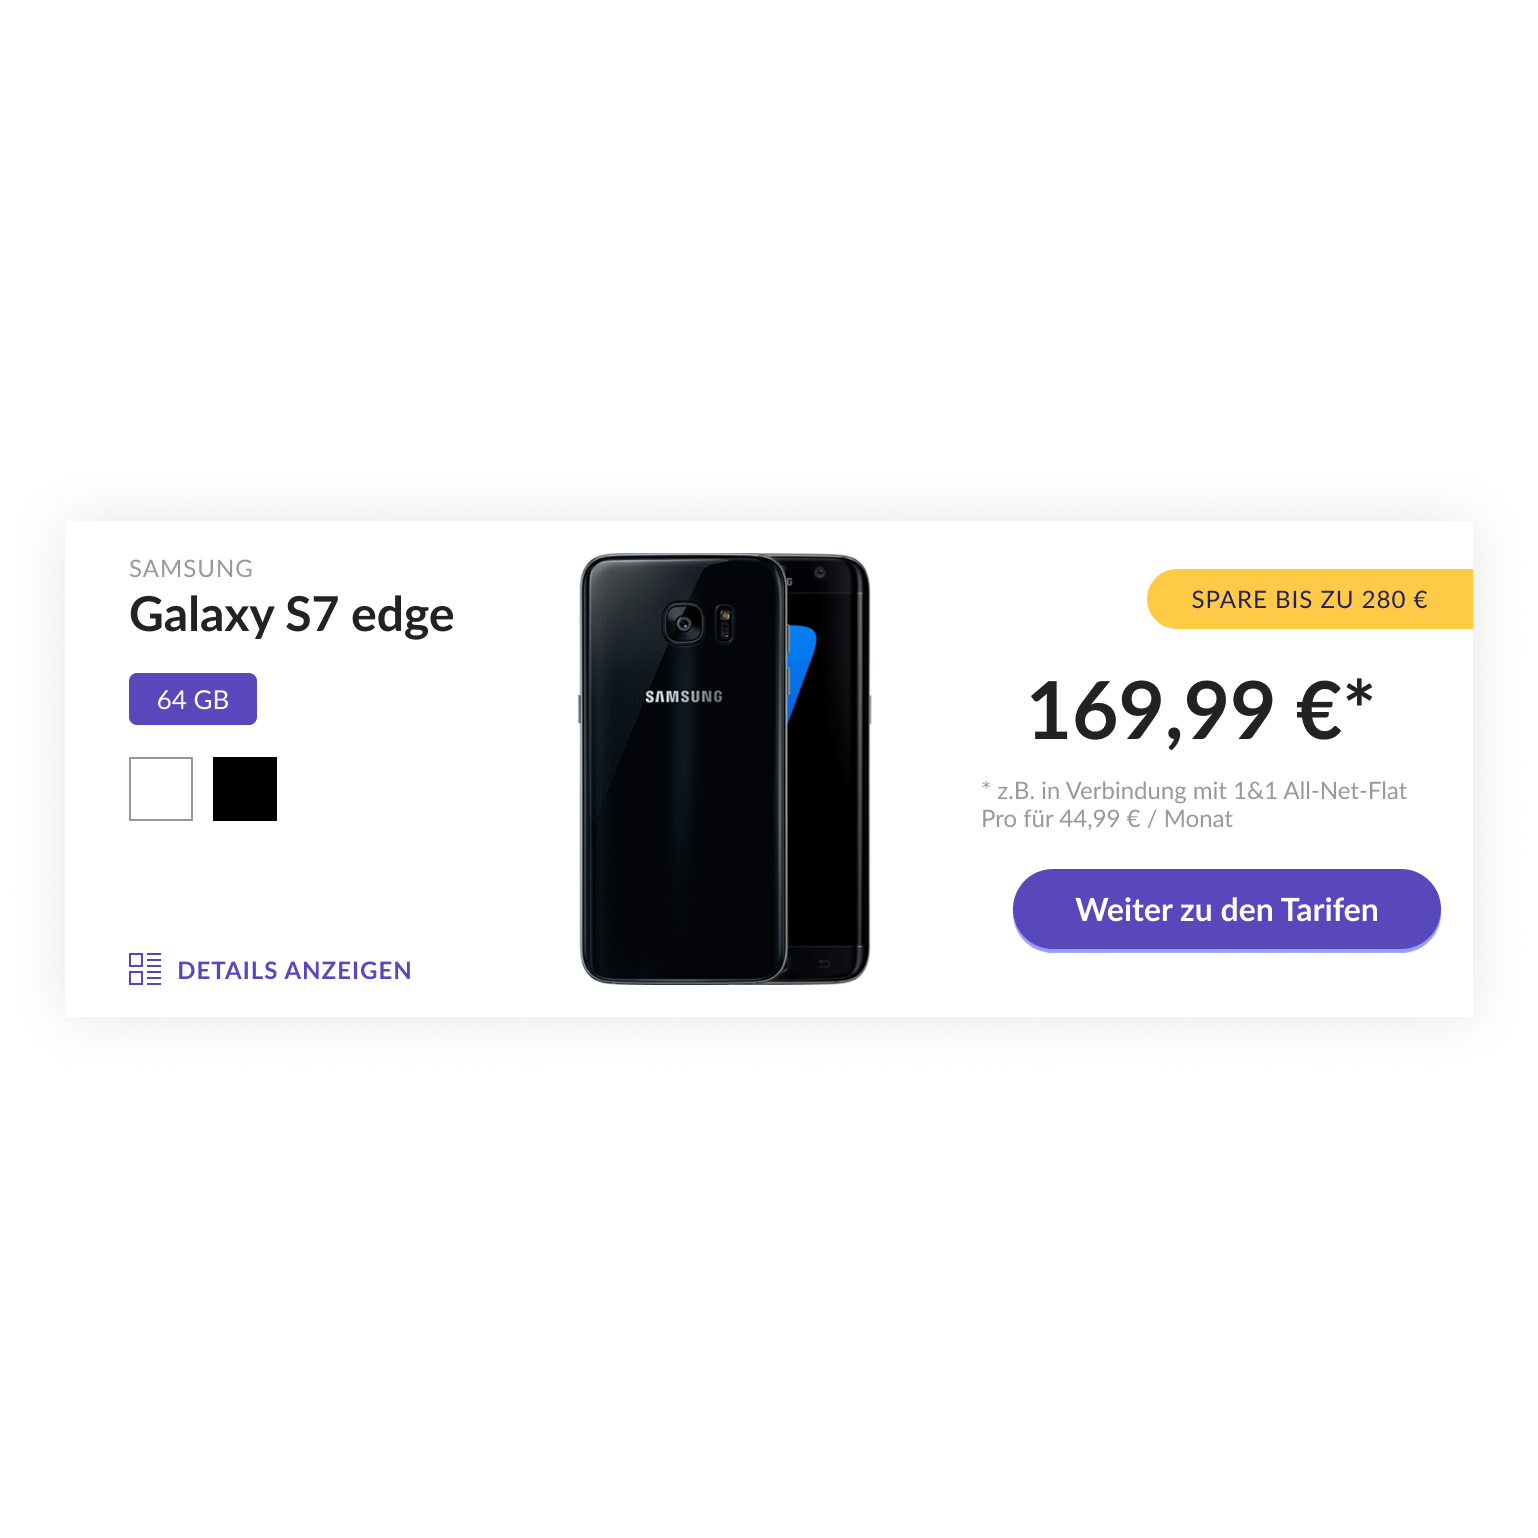 SAMSUNG
Galaxy S7 edge
64 GB
DETAILS ANZEIGEN
SAMSUNG
SPARE BIS ZU 280 €
169,99 €*
* z.B. in Verbindung mit 1&1 All-Net-Flat
Pro für 44,99 € / Monat
Weiter zu den Tarifen